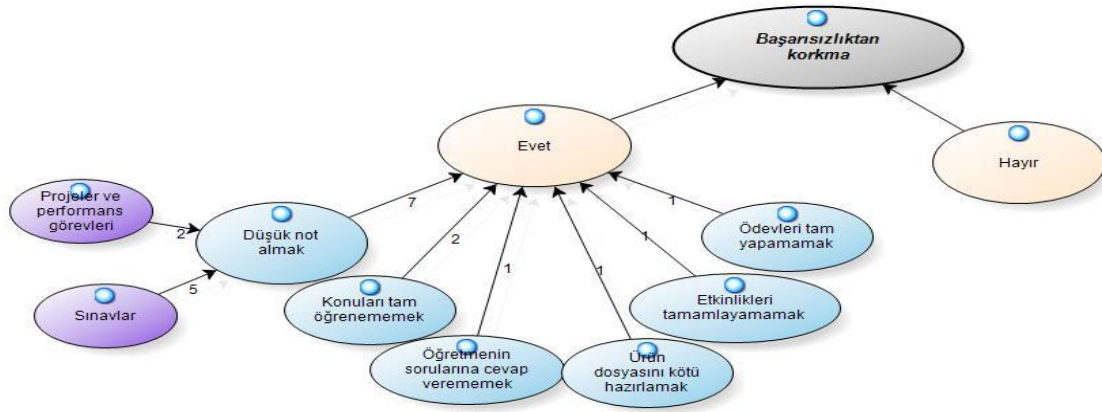 Başarısızlıktan
korkma
Evet
Hayır
Projeler ve
performans
görevleri
2
Düşük not
almak
7
Sınavlar
5
Konuları tam
öğrenememek
2
Öğretmenin
sorularına cevap
verememek
1
Ürün
dosyasını kötü
hazırlamak
1
Etkinlikleri
tamamlayamamak
1
Ödevleri tam
yapamamak
1